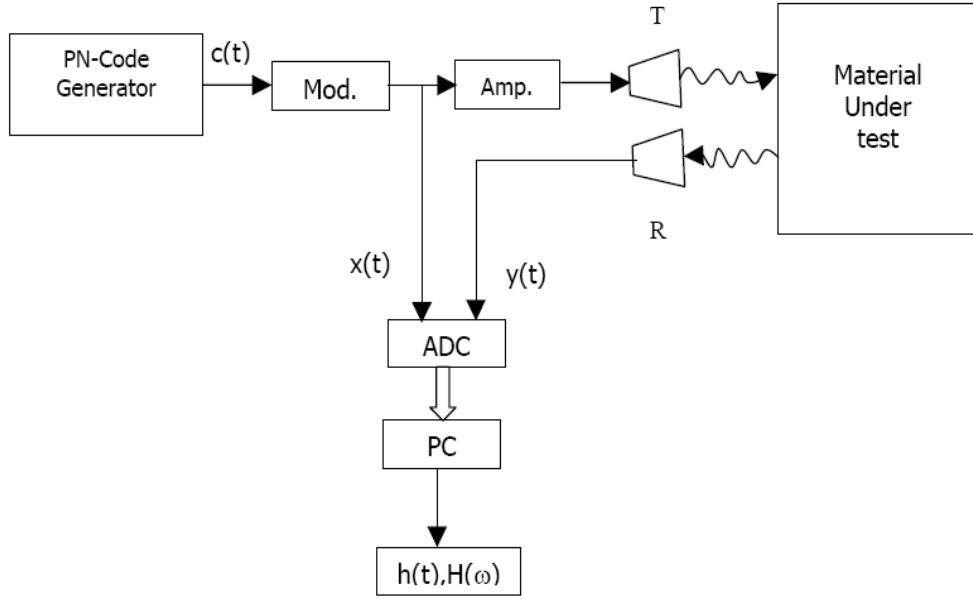 T
PN-Code
Generator
c(t)
Mod.
Amp.
Material
Under
test
R
x(t)
y(t)
ADC
PC
h(t),H(ω)